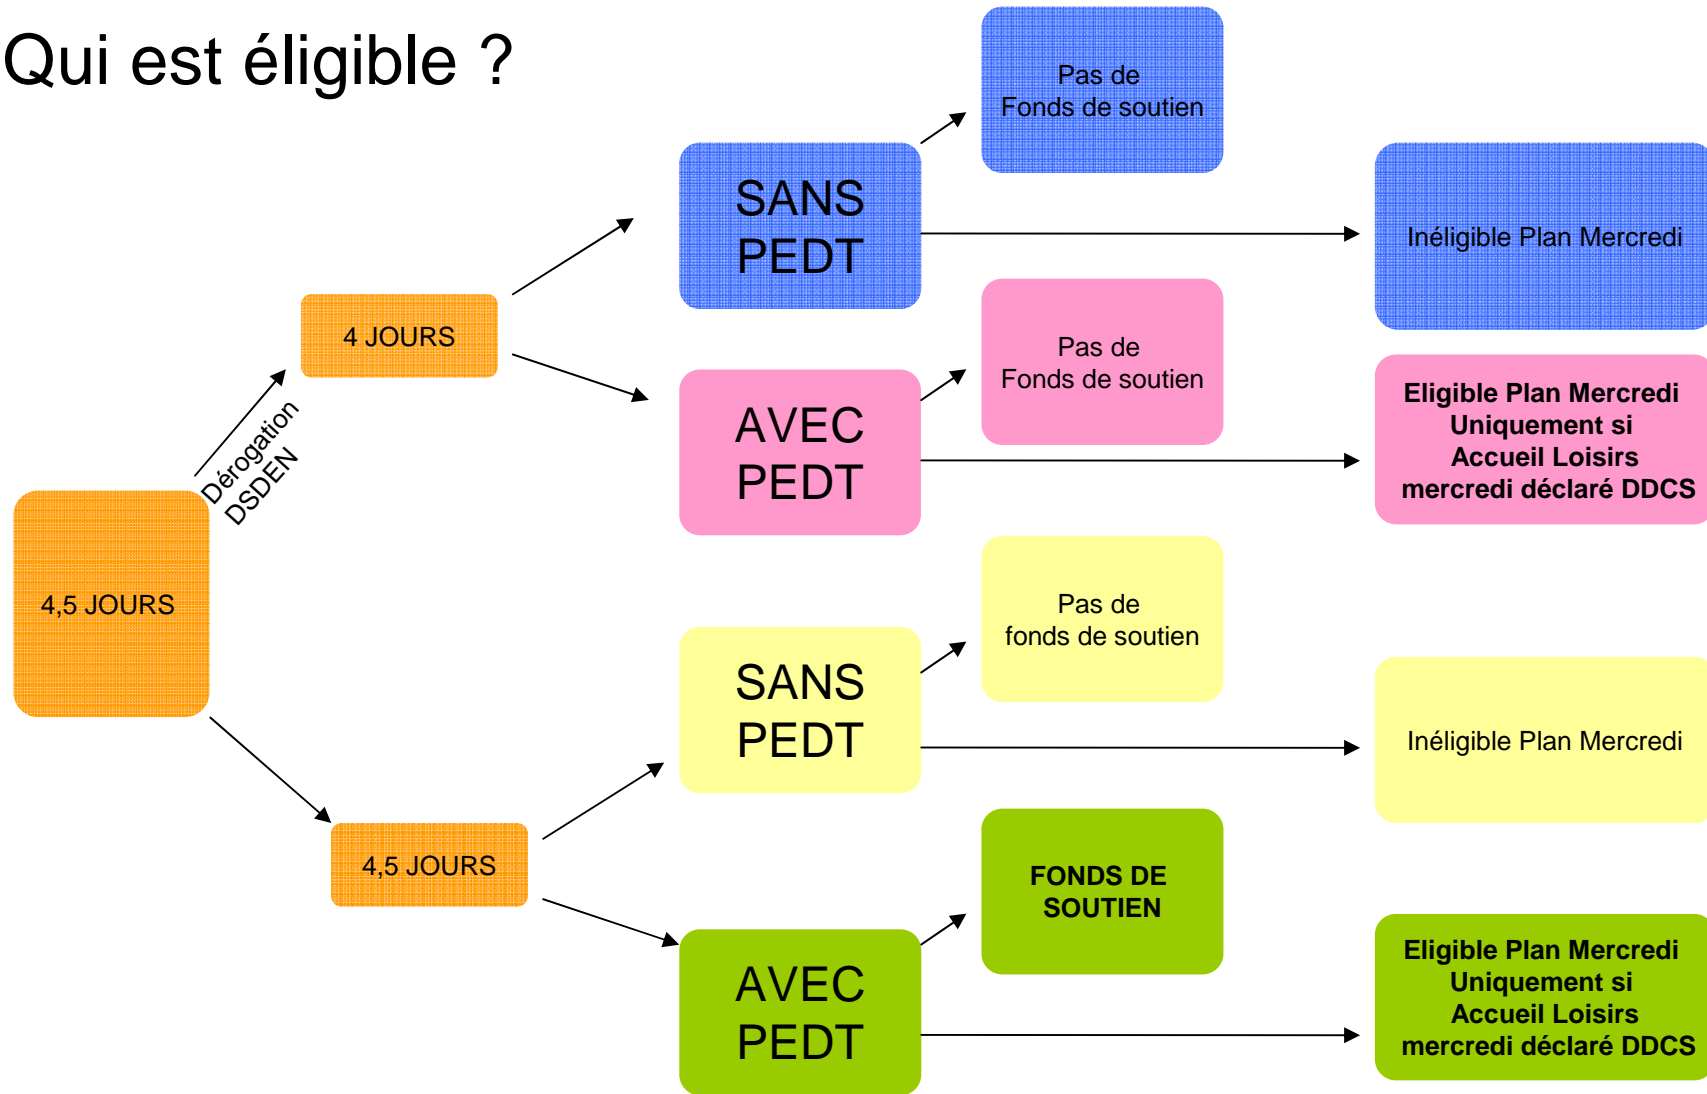 Qui est éligible ?
Pas de
Fonds de soutien
SANS
PEDT
Inéligible Plan Mercredi
4 JOURS
Pas de
Fonds de soutien
AVEC
PEDT
Eligible Plan Mercredi
Uniquement si
Accueil Loisirs
mercredi déclaré DDCS
Dérogation
DSDEN
4,5 JOURS
Pas de
fonds de soutien
SANS
PEDT
Inéligible Plan Mercredi
4,5 JOURS
FONDS DE
SOUTIEN
AVEC
PEDT
Eligible Plan Mercredi
Uniquement si
Accueil Loisirs
mercredi déclaré DDCS